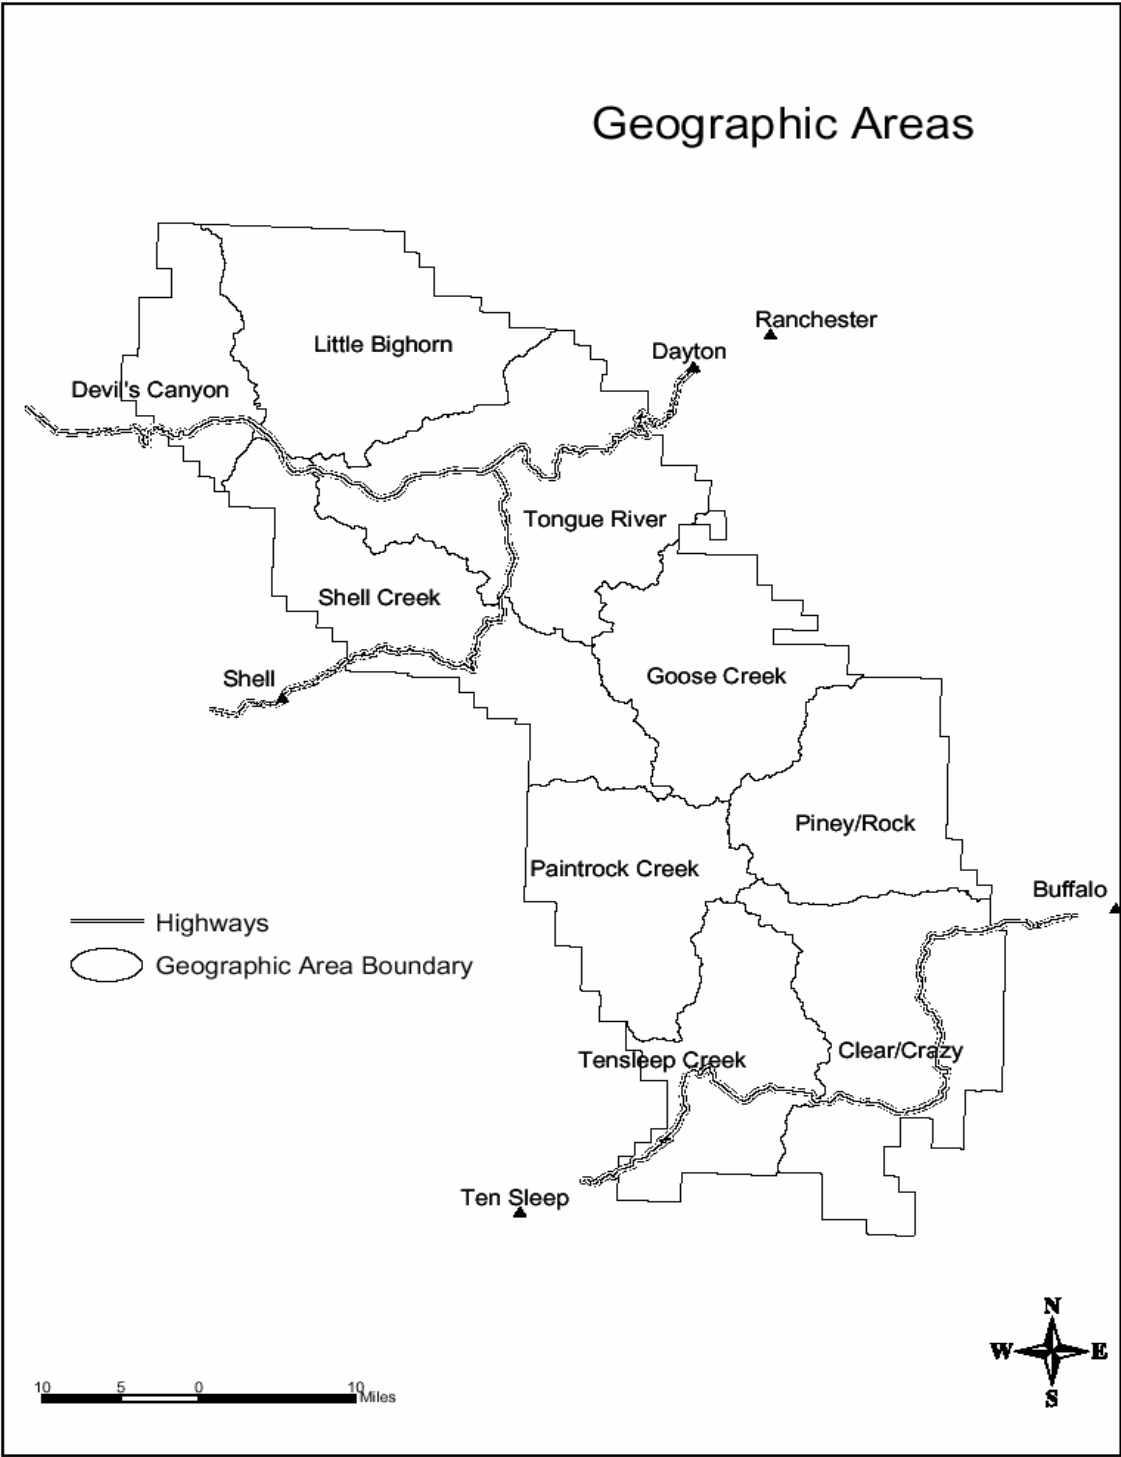 Geographic Areas
Ranchester
Little Bighorn
Dayton
Devil's Canyon
Tongue River
Shell Creek
Shell
Goose Creek
Piney/Rock
Paintrock Creek
Buffalo
Highways
Geographic Area Boundary
Clear/Crazy
Tensleep Creek
Ten Sleep
N
W E
S
10 5 0 10
Miles